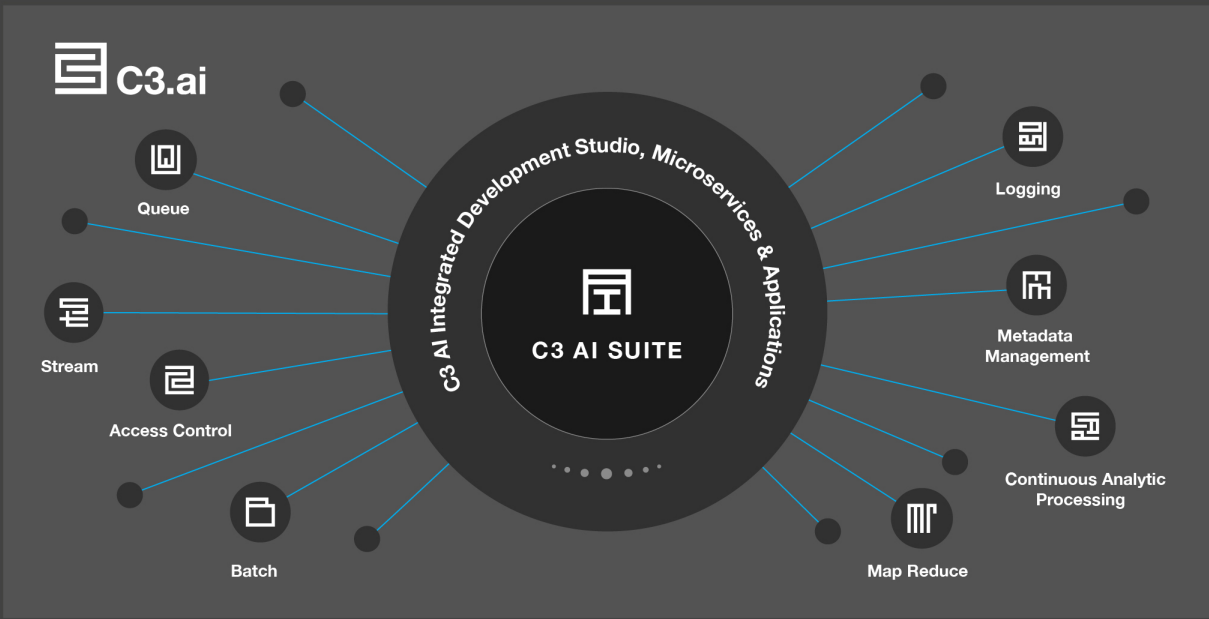 C3.ai
C3 AI Integrated Development Studio, Microservices & Applications
C3 AI SUITE
Queue
Stream
Access Control
Batch
Logging
Metadata
Management
Continuous Analytic
Processing
Map Reduce